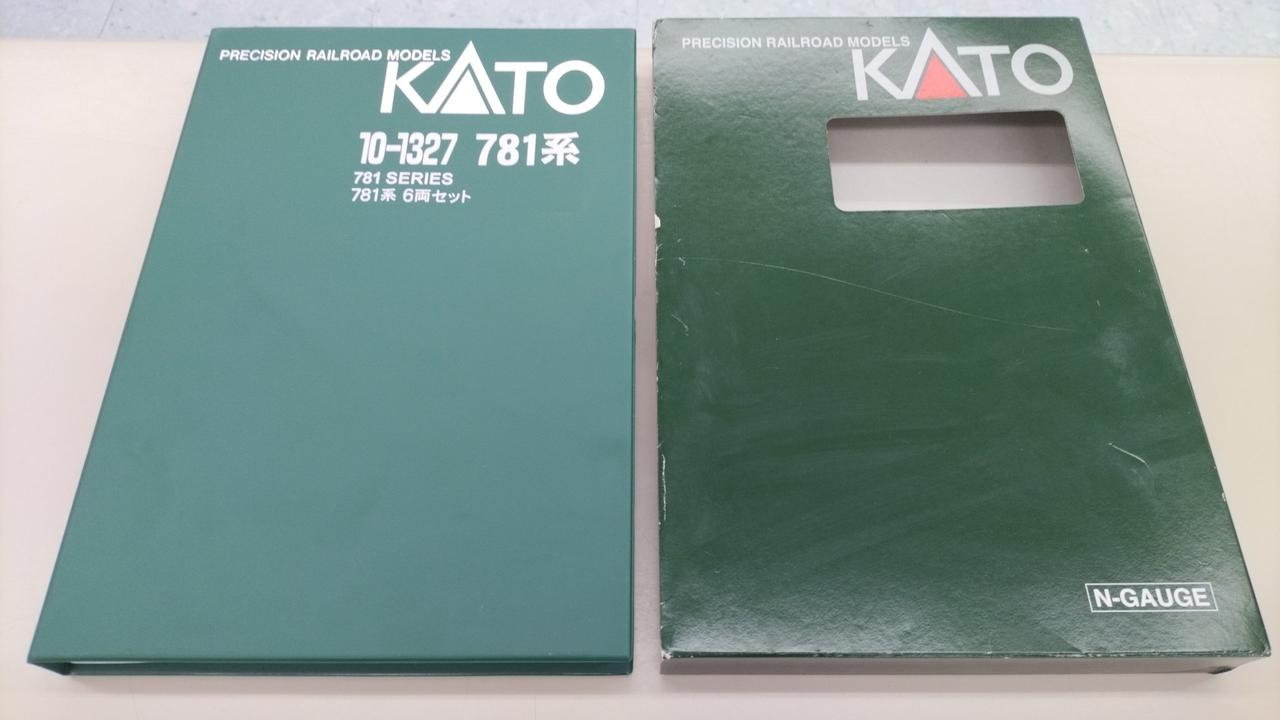 PRECISION RAILROAD MODELS
KATO
10-1327 781系
781 SERIES
781系 6両セット
PRECISION RAILROAD MODELS
KATO
N-GAUGE